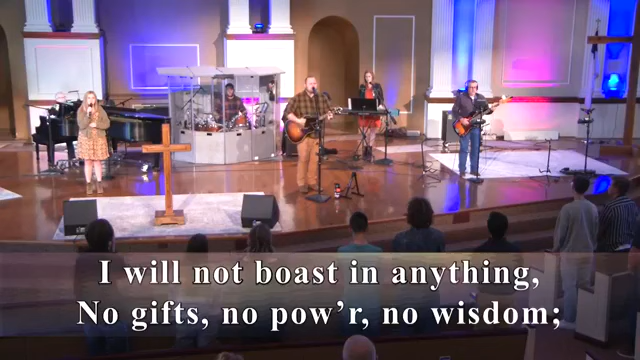 I will not boast in anything,
No gifts, no pow’r, no wisdom;